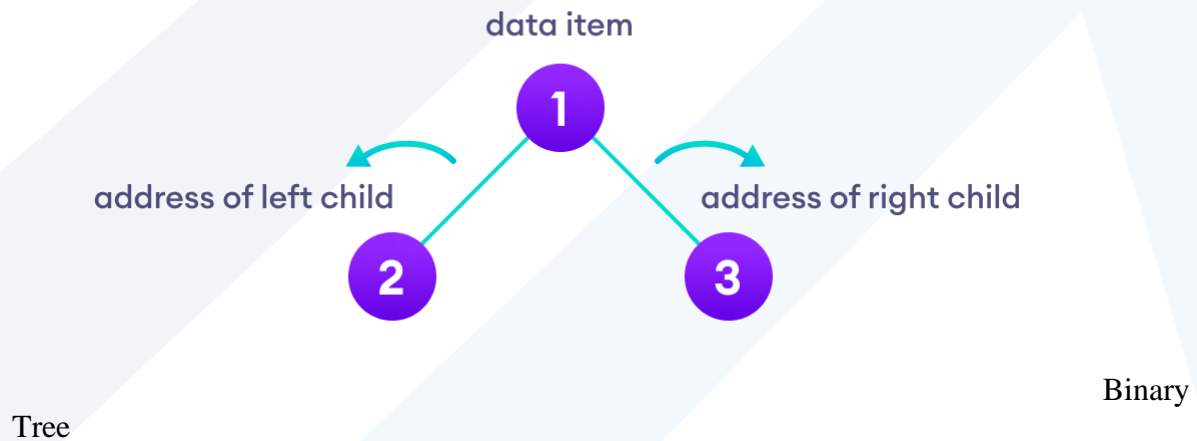 data item
1
address of left child
address of right child
2
3
Binary
Tree